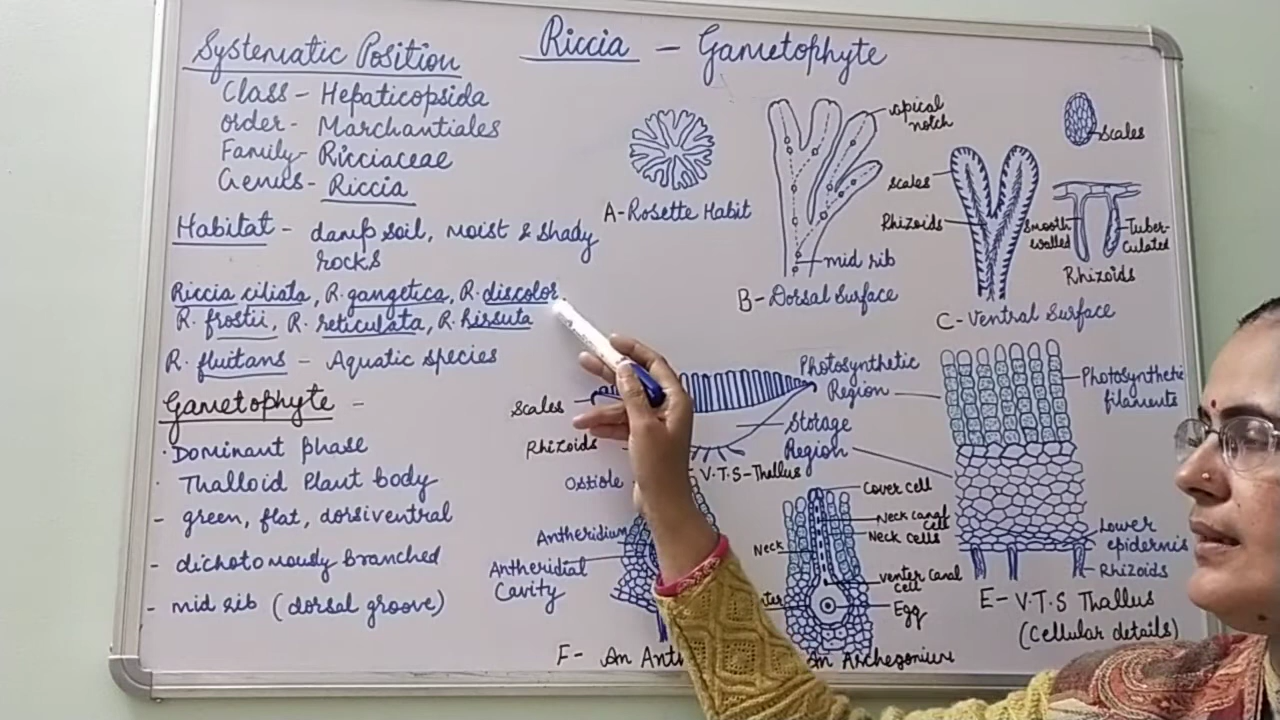 Riccia - Gametophyte
Systematic Position
Class - Hepaticopsida
Order - Marchantiales
Family - Ricciaceae
Genus - Riccia
Habitat - damp soil, moist & shady
rocks
Riccia ciliata, R. gangetica, R. discolor
R. frostii, R. reticulata, R. hirsuta
R. fluitans - Aquatic species
Gametophyte -
· Dominant phase
· Thalloid Plant body
- green, flat, dorsiventral
- dichotomously branched
- mid rib (dorsal groove)
A - Rosette Habit
apical
notch
mid rib
B - Dorsal Surface
scales
Rhizoids
C - Ventral Surface
scales
smooth
walled
Tuber-
culated
Rhizoids
Scales
Rhizoids
Photosynthetic
Region
Storage
Region
V.T.S - Thallus
Photosynthetic
filaments
Lower
epidermis
Rhizoids
E - V.T.S Thallus
(Cellular details)
Ostiole
Antheridium
Antheridial
Cavity
F - An
Cover cell
Neck canal
cell
Neck cells
Neck
venter canal
cell
Egg
An Archegonium